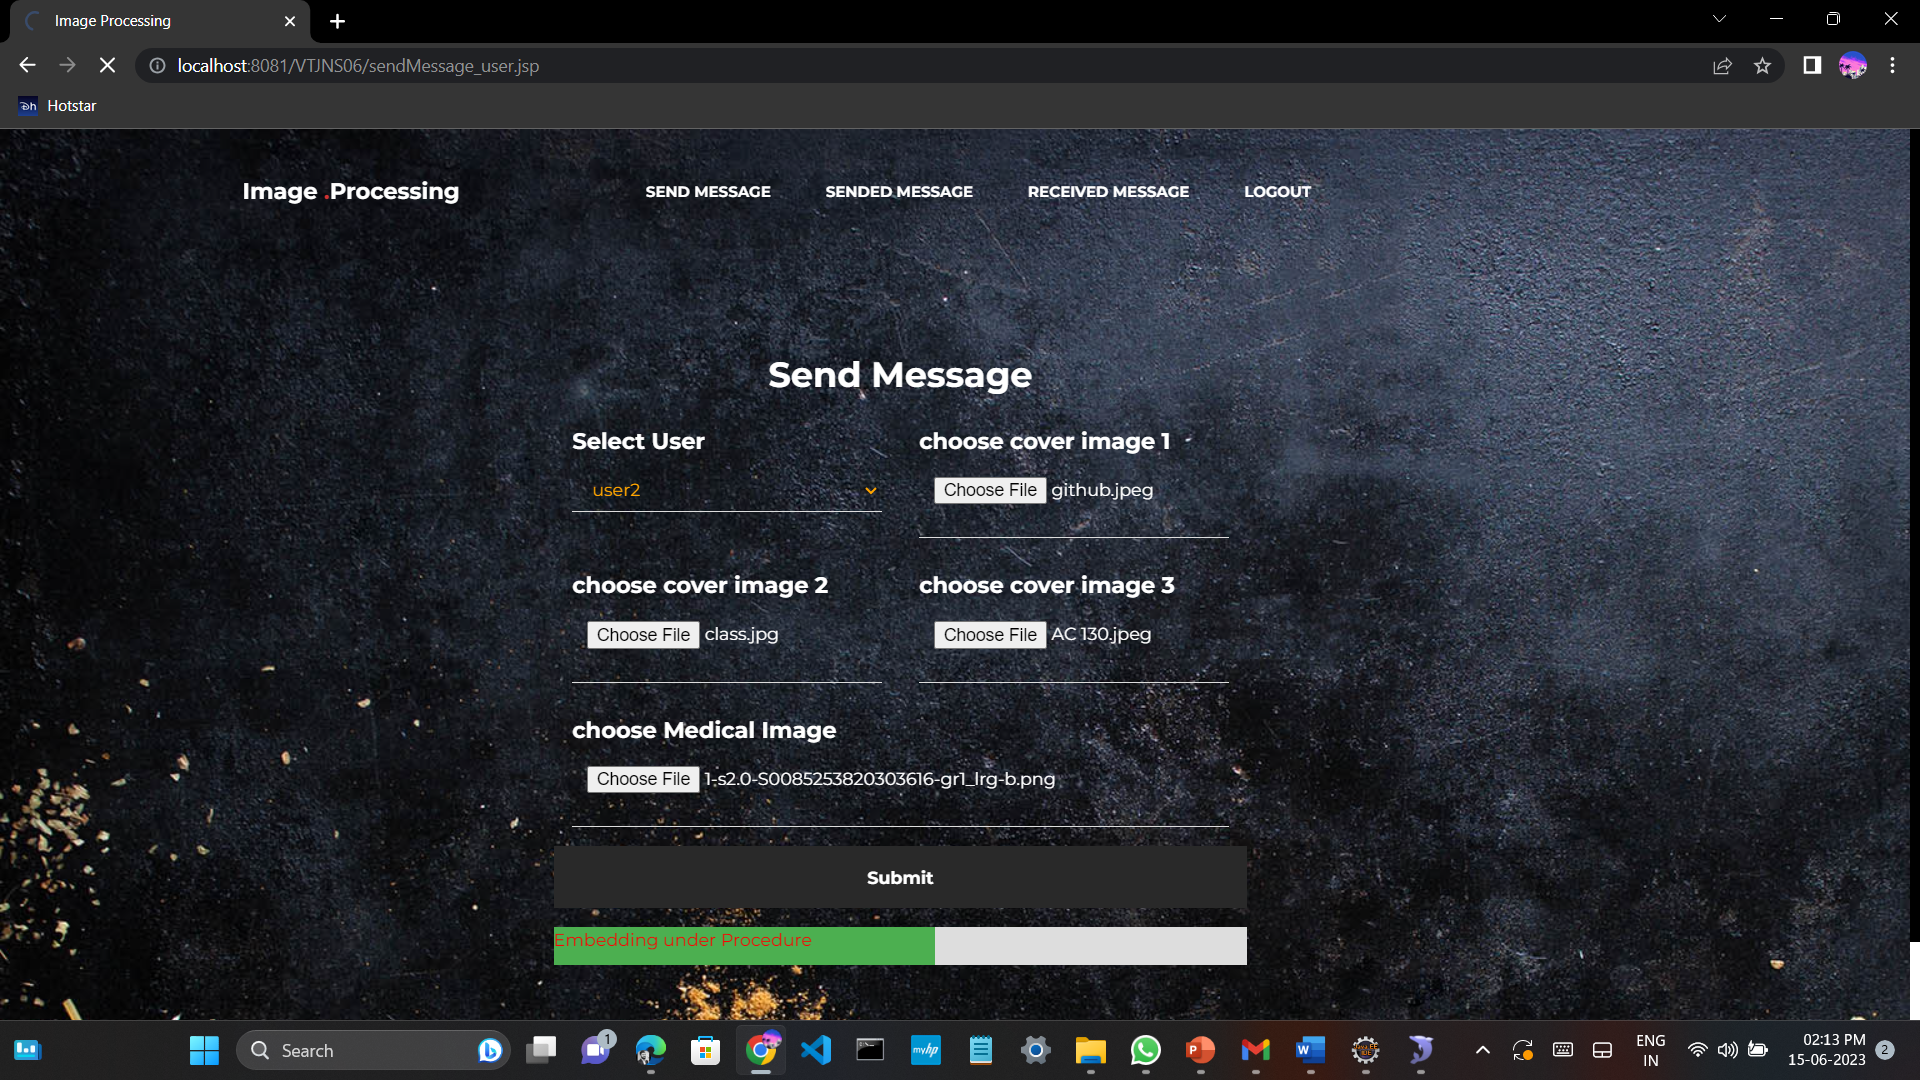 Image Processing
localhost:8081/VTJNS06/sendMessage_user.jsp
Hotstar
Image .Processing
SEND MESSAGE
SENDED MESSAGE
RECEIVED MESSAGE
LOGOUT
Send Message
Select User
choose cover image 1
user2
Choose File github.jpeg
choose cover image 2
choose cover image 3
Choose File class.jpg
Choose File AC 130.jpeg
choose Medical Image
Choose File 1-s2.0-S0085253820303616-gr1_lrg-b.png
Submit
Embedding under Procedure
Search
1
myhp
ENG
IN
02:13 PM
15-06-2023
2